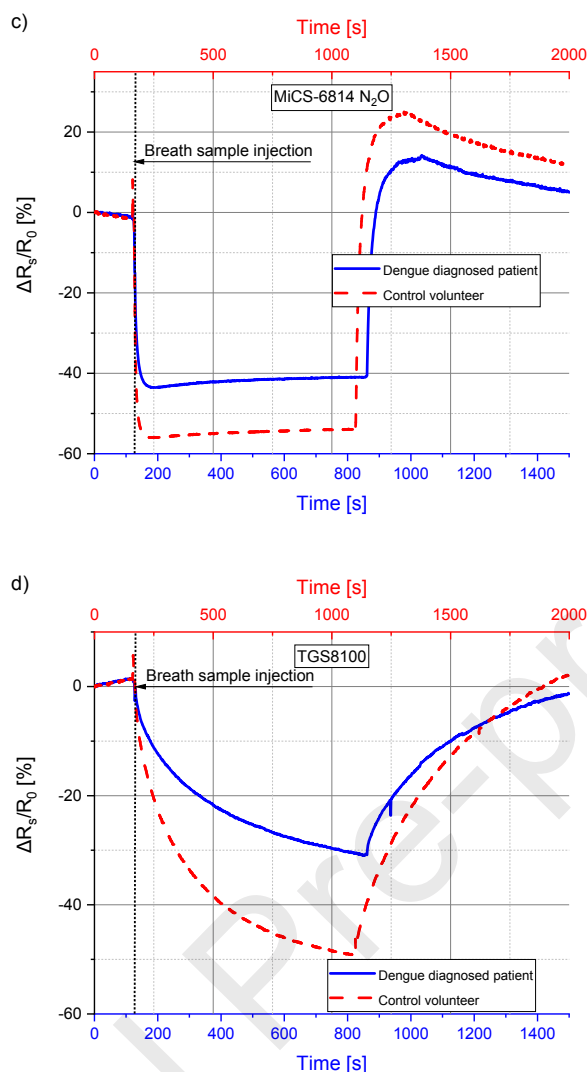 c)
Time [s]
0 500 1000 1500 2000
MiCS-6814 N₂O
Breath sample injection
20
0
-20
-40
-60
ΔRₛ/R₀ [%]
Dengue diagnosed patient
Control volunteer
0 200 400 600 800 1000 1200 1400
Time [s]
d)
Time [s]
0 500 1000 1500 2000
TGS8100
Breath sample injection
0
-20
-40
-60
ΔRₛ/R₀ [%]
Dengue diagnosed patient
Control volunteer
0 200 400 600 800 1000 1200 1400
Time [s]
l Pre-pr